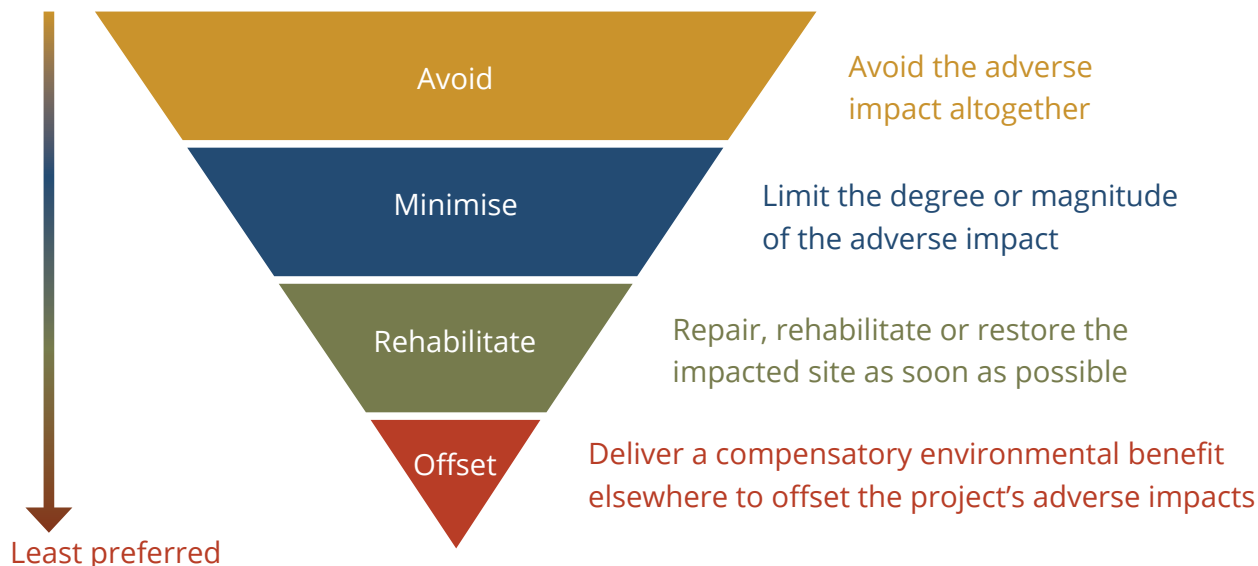 Avoid
Avoid the adverse
impact altogether
Minimise
Limit the degree or magnitude
of the adverse impact
Rehabilitate
Repair, rehabilitate or restore the
impacted site as soon as possible
Offset
Deliver a compensatory environmental benefit
elsewhere to offset the project’s adverse impacts
Least preferred